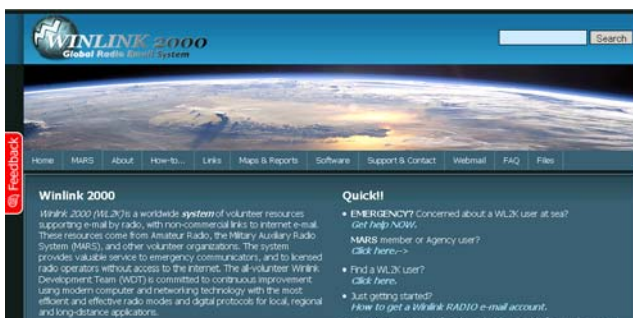 WINLINK 2000
Global Radio Email System
Search
Feedback
Home MARS About How-to... Links Maps & Reports Software Support & Contact Webmail FAQ Files
Winlink 2000
Winlink 2000 (WL2K) is a worldwide system of volunteer resources
supporting e-mail by radio, with non-commercial links to internet e-mail.
These resources come from Amateur Radio, the Military Auxiliary Radio
System (MARS), and other volunteer organizations. The system
provides valuable service to emergency communicators, and to licensed
radio operators without access to the internet. The all-volunteer Winlink
Development Team (WDT) is committed to continuous improvement
using modern computer and networking technology with the most
efficient and effective radio modes and digital protocols for local, regional
and long-distance applications.
Quick!!
• EMERGENCY? Concerned about a WL2K user at sea?
Get help NOW.
MARS member or Agency user?
Click here.-->
• Find a WL2K user?
Click here.
• Just getting started?
How to get a Winlink RADIO e-mail account.